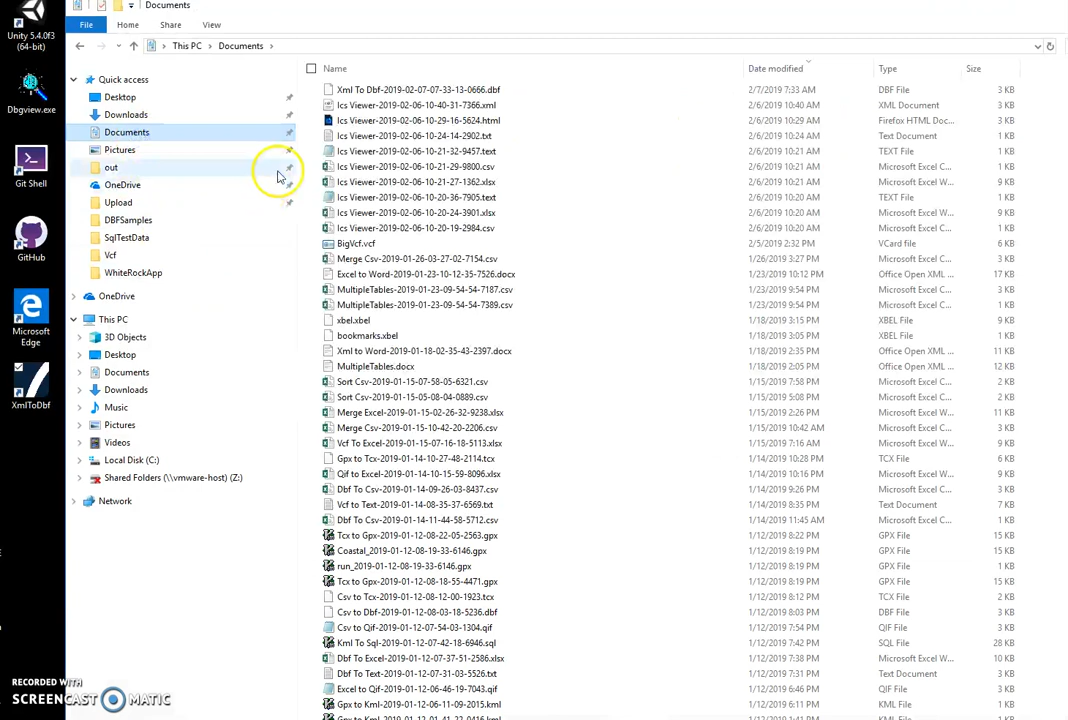 Documents
File Home Share View
This PC Documents
Name Date modified Type Size
Unity 5.4.0f3
(64-bit)
Dbgview.exe
Git Shell
GitHub
Microsoft
Edge
XmlToDbf
Quick access
Desktop
Downloads
Documents
Pictures
out
OneDrive
Upload
DBFSamples
SqlTestData
Vcf
WhiteRockApp
OneDrive
This PC
3D Objects
Desktop
Documents
Downloads
Music
Pictures
Videos
Local Disk (C:)
Shared Folders (\\vmware-host) (Z:)
Network
Xml To Dbf-2019-02-07-07-33-13-0666.dbf 2/7/2019 7:33 AM DBF File 3 KB
Ics Viewer-2019-02-06-10-40-31-7366.xml 2/6/2019 10:40 AM XML Document 3 KB
Ics Viewer-2019-02-06-10-29-16-5624.html 2/6/2019 10:29 AM Firefox HTML Doc... 3 KB
Ics Viewer-2019-02-06-10-24-14-2902.txt 2/6/2019 10:24 AM Text Document 3 KB
Ics Viewer-2019-02-06-10-21-32-9457.text 2/6/2019 10:21 AM TEXT File 3 KB
Ics Viewer-2019-02-06-10-21-29-9800.csv 2/6/2019 10:21 AM Microsoft Excel C... 3 KB
Ics Viewer-2019-02-06-10-21-27-1362.xlsx 2/6/2019 10:21 AM Microsoft Excel W... 9 KB
Ics Viewer-2019-02-06-10-20-36-7905.text 2/6/2019 10:20 AM TEXT File 3 KB
Ics Viewer-2019-02-06-10-20-24-3901.xlsx 2/6/2019 10:20 AM Microsoft Excel W... 9 KB
Ics Viewer-2019-02-06-10-20-19-2984.csv 2/6/2019 10:20 AM Microsoft Excel C... 3 KB
BigVcf.vcf 2/5/2019 2:32 PM VCard file 6 KB
Merge Csv-2019-01-26-03-27-02-7154.csv 1/26/2019 3:27 PM Microsoft Excel C... 1 KB
Excel to Word-2019-01-23-10-12-35-7526.docx 1/23/2019 10:12 PM Office Open XML ... 17 KB
MultipleTables-2019-01-23-09-54-54-7187.csv 1/23/2019 9:54 PM Microsoft Excel C... 1 KB
MultipleTables-2019-01-23-09-54-54-7389.csv 1/23/2019 9:54 PM Microsoft Excel C... 1 KB
xbel.xbel 1/18/2019 3:15 PM XBEL File 9 KB
bookmarks.xbel 1/18/2019 3:05 PM XBEL File 9 KB
Xml to Word-2019-01-18-02-35-43-2397.docx 1/18/2019 2:35 PM Office Open XML ... 11 KB
MultipleTables.docx 1/18/2019 2:05 PM Office Open XML ... 12 KB
Sort Csv-2019-01-15-07-58-05-6321.csv 1/15/2019 7:58 PM Microsoft Excel C... 1 KB
Sort Csv-2019-01-15-05-08-04-0889.csv 1/15/2019 5:08 PM Microsoft Excel C... 1 KB
Merge Excel-2019-01-15-02-26-32-9238.xlsx 1/15/2019 2:26 PM Microsoft Excel W... 9 KB
Merge Csv-2019-01-15-10-42-20-2206.csv 1/15/2019 10:42 AM Microsoft Excel C... 1 KB
Vcf To Excel-2019-01-15-07-16-18-5113.xlsx 1/15/2019 7:16 AM Microsoft Excel W... 9 KB
Gpx to Tcx-2019-01-14-10-27-48-2114.tcx 1/14/2019 10:28 PM TCX File 6 KB
Qif to Excel-2019-01-14-10-15-59-8096.xlsx 1/14/2019 10:16 PM Microsoft Excel W... 9 KB
Dbf To Csv-2019-01-14-09-26-03-8437.csv 1/14/2019 9:26 PM Microsoft Excel C... 1 KB
Vcf to Text-2019-01-14-08-35-37-6569.txt 1/14/2019 8:35 PM Text Document 7 KB
Dbf To Csv-2019-01-14-11-44-58-5712.csv 1/14/2019 11:45 AM Microsoft Excel C... 1 KB
Tcx to Gpx-2019-01-12-08-22-05-2563.gpx 1/12/2019 8:22 PM GPX File 15 KB
Coastal_2019-01-12-08-19-33-6146.gpx 1/12/2019 8:19 PM GPX File 15 KB
run_2019-01-12-08-19-33-6146.gpx 1/12/2019 8:19 PM GPX File 1 KB
Tcx to Gpx-2019-01-12-08-18-55-4471.gpx 1/12/2019 8:19 PM GPX File 15 KB
Csv to Tcx-2019-01-12-08-12-00-1923.tcx 1/12/2019 8:12 PM TCX File 2 KB
Csv to Dbf-2019-01-12-08-03-18-5236.dbf 1/12/2019 8:03 PM DBF File 1 KB
Csv to Qif-2019-01-12-07-54-03-1304.qif 1/12/2019 7:54 PM QIF File 3 KB
Kml To Sql-2019-01-12-07-42-18-6946.sql 1/12/2019 7:42 PM SQL File 28 KB
Dbf To Excel-2019-01-12-07-37-51-2586.xlsx 1/12/2019 7:38 PM Microsoft Excel W... 10 KB
Dbf To Text-2019-01-12-07-31-03-5526.txt 1/12/2019 7:31 PM Text Document 2 KB
Excel to Qif-2019-01-12-06-46-19-7043.qif 1/12/2019 6:46 PM QIF File 1 KB
Gpx to Kml-2019-01-12-05-11-15-1831.kml 1/12/2019 5:11 PM KML File 6 KB
RECORDED WITH
SCREENCAST MATIC